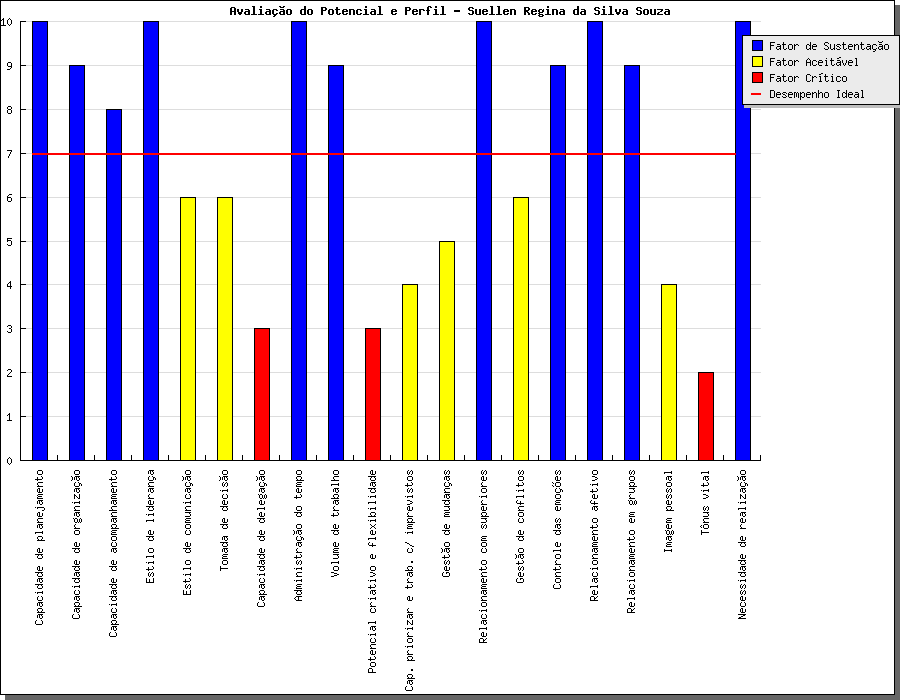 Avaliação do Potencial e Perfil - Suellen Regina da Silva Souza
Fator de Sustentação
Fator Aceitável
Fator Crítico
Desempenho Ideal
10
9
8
7
6
5
4
3
2
1
0
Capacidade de planejamento
Capacidade de organização
Capacidade de acompanhamento
Estilo de liderança
Estilo de comunicação
Tomada de decisão
Capacidade de delegação
Administração do tempo
Volume de trabalho
Potencial criativo e flexibilidade
Cap. priorizar e trab. c/ imprevistos
Gestão de mudanças
Relacionamento com superiores
Gestão de conflitos
Controle das emoções
Relacionamento afetivo
Relacionamento em grupos
Imagem pessoal
Tônus vital
Necessidade de realização